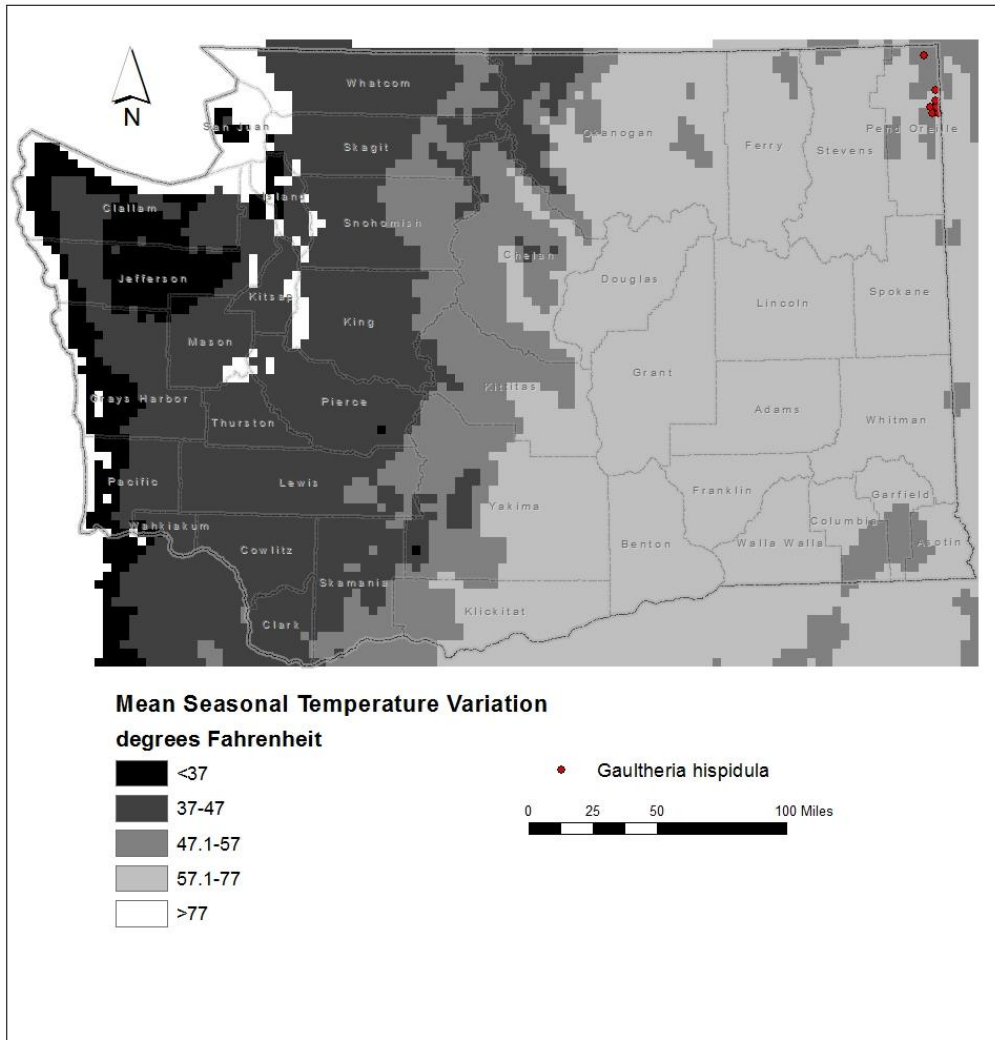 N
Whatcom
San Juan
Skagit
Okanogan
Ferry
Stevens
Pend Oreille
Island
Clallam
Snohomish
Chelan
Jefferson
Kitsap
Douglas
Lincoln
Spokane
King
Mason
Kittitas
Grant
Grays Harbor
Pierce
Adams
Whitman
Thurston
Pacific
Lewis
Yakima
Franklin
Garfield
Columbia
Wahkiakum
Cowlitz
Benton
Walla Walla
Asotin
Skamania
Klickitat
Clark
Mean Seasonal Temperature Variation
degrees Fahrenheit
<37
37-47
47.1-57
57.1-77
>77
Gaultheria hispidula
0 25 50 100 Miles